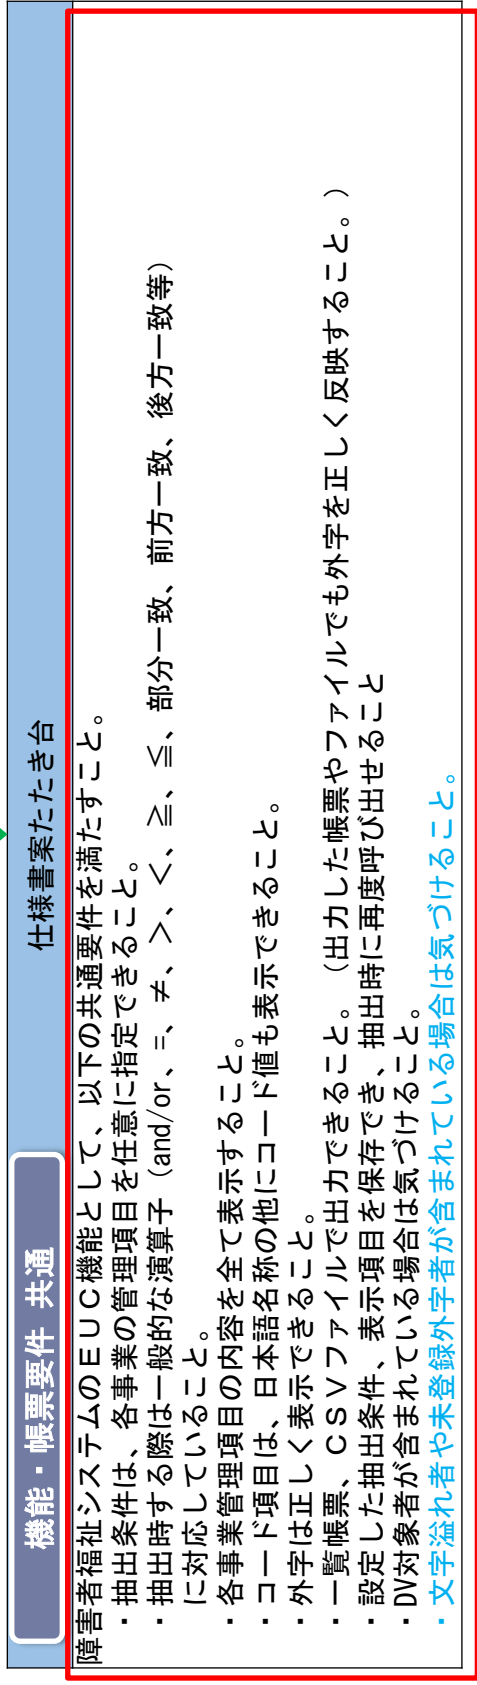 機能・帳票要件 共通
仕様書案たたき台
障害者福祉システムのＥＵＣ機能として、以下の共通要件を満たすこと。
・抽出条件は、各事業の管理項目を任意に指定できること。
・抽出時する際は一般的な演算子（and/or、=、≠、＞、＜、≧、≦、部分一致、前方一致、後方一致等）
に対応していること。
・各事業管理項目の内容を全て表示すること。
・コード項目は、日本語名称の他にコード値も表示できること。
・外字は正しく表示できること。
・一覧帳票、ＣＳＶファイルで出力できること。（出力した帳票やファイルでも外字を正しく反映すること。）
・設定した抽出条件、表示項目を保存でき、抽出時に再度呼び出せること
・DV対象者が含まれている場合は気づけること。
・文字溢れ者や未登録外字者が含まれている場合は気づけること。